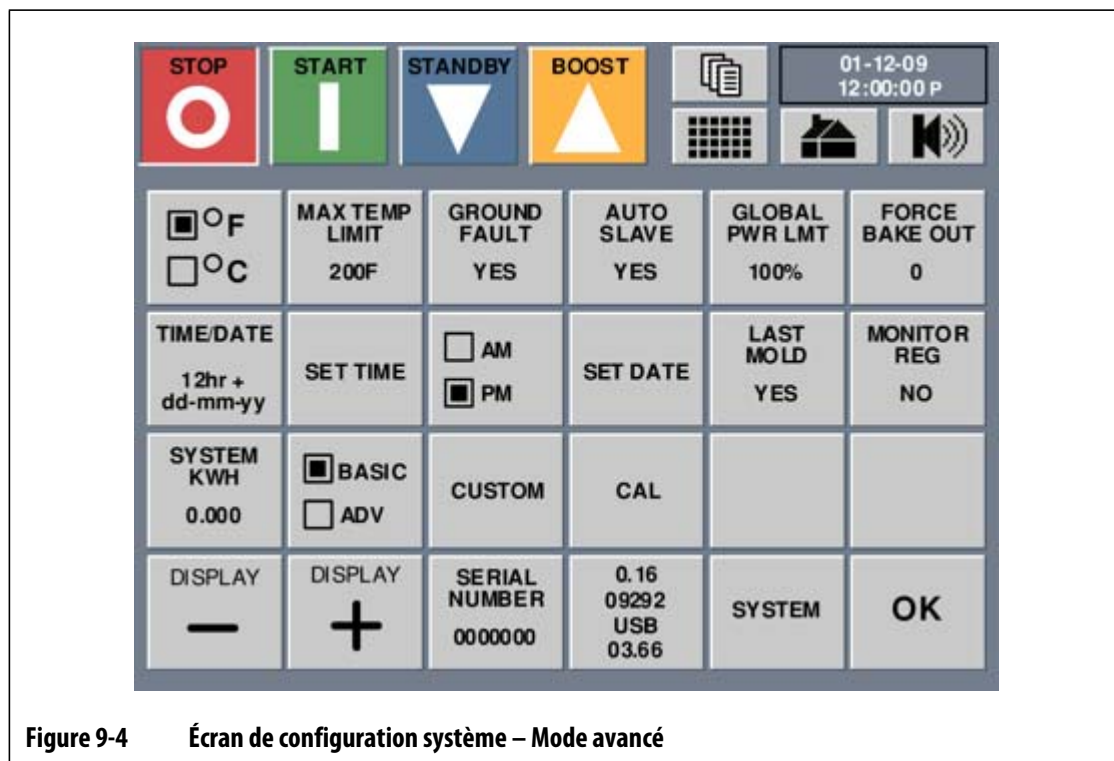 STOP
START
STANDBY
BOOST
01-12-09
12:00:00 P
°F
°C
MAX TEMP
LIMIT
200F
GROUND
FAULT
YES
AUTO
SLAVE
YES
GLOBAL
PWR LMT
100%
FORCE
BAKE OUT
0
TIME/DATE
12hr +
dd-mm-yy
SET TIME
AM
PM
SET DATE
LAST
MOLD
YES
MONITOR
REG
NO
SYSTEM
KWH
0.000
BASIC
ADV
CUSTOM
CAL
DISPLAY
–
DISPLAY
+
SERIAL
NUMBER
0000000
0.16
09292
USB
03.66
SYSTEM
OK
Figure 9-4 Écran de configuration système – Mode avancé